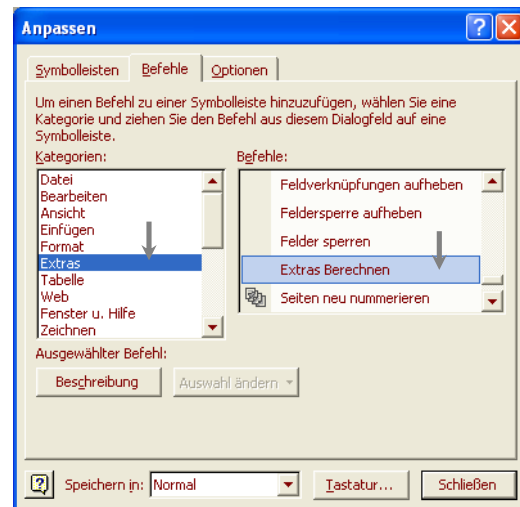 Anpassen
Symbolleisten Befehle Optionen
Um einen Befehl zu einer Symbolleiste hinzuzufügen, wählen Sie eine
Kategorie und ziehen Sie den Befehl aus diesem Dialogfeld auf eine
Symbolleiste.
Kategorien:
Datei
Bearbeiten
Ansicht
Einfügen
Format
Extras
Tabelle
Web
Fenster u. Hilfe
Zeichnen
Befehle:
Feldverknüpfungen aufheben
Feldersperre aufheben
Felder sperren
Extras Berechnen
Seiten neu nummerieren
Ausgewählter Befehl:
Beschreibung Auswahl ändern
Speichern in: Normal Tastatur... Schließen